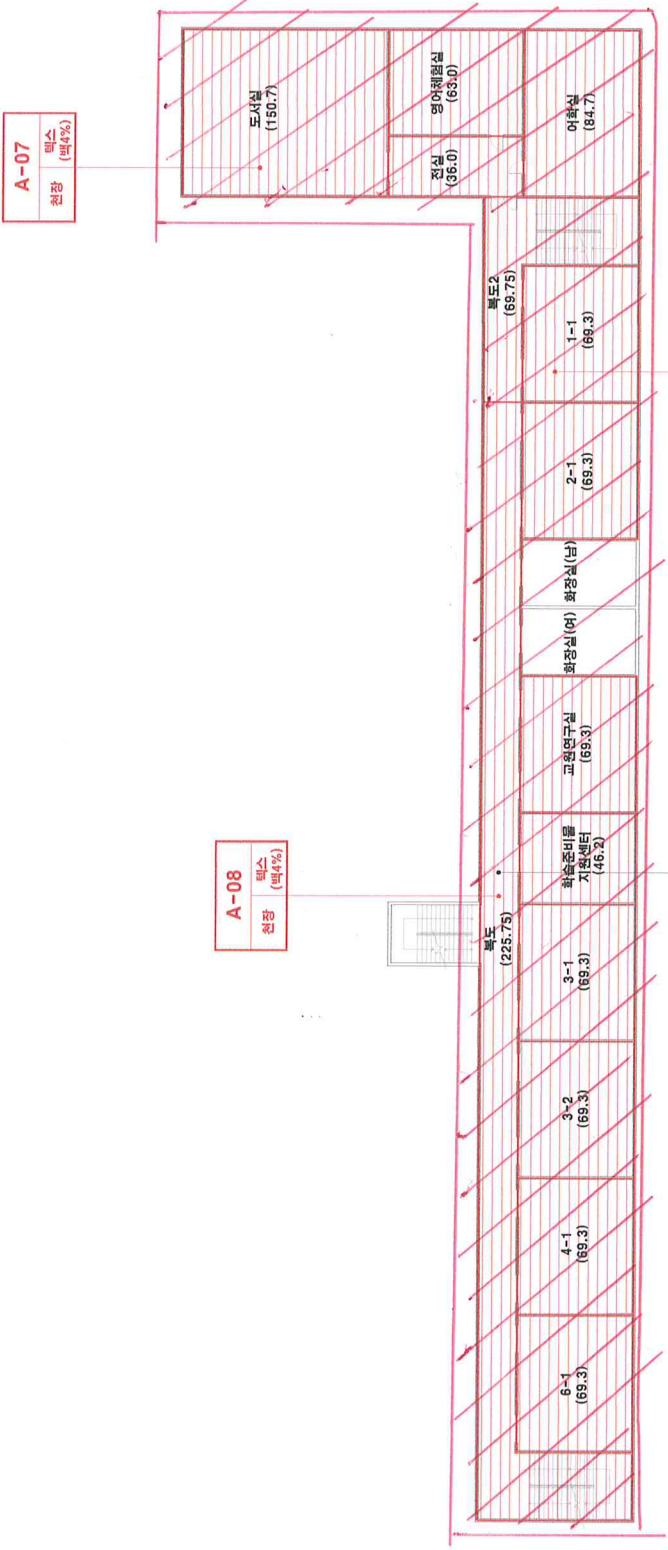 A-07
천장
텍스
(백4%)
A-08
천장
텍스
(백4%)
도서실
(150.7)
영어체험실
(63.0)
전실
(36.0)
어학실
(84.7)
복도2
(69.75)
1-1
(69.3)
2-1
(69.3)
화장실(남)
화장실(여)
교원연구실
(69.3)
학습준비물
지원센터
(46.2)
복도
(225.75)
3-1
(69.3)
3-2
(69.3)
4-1
(69.3)
6-1
(69.3)